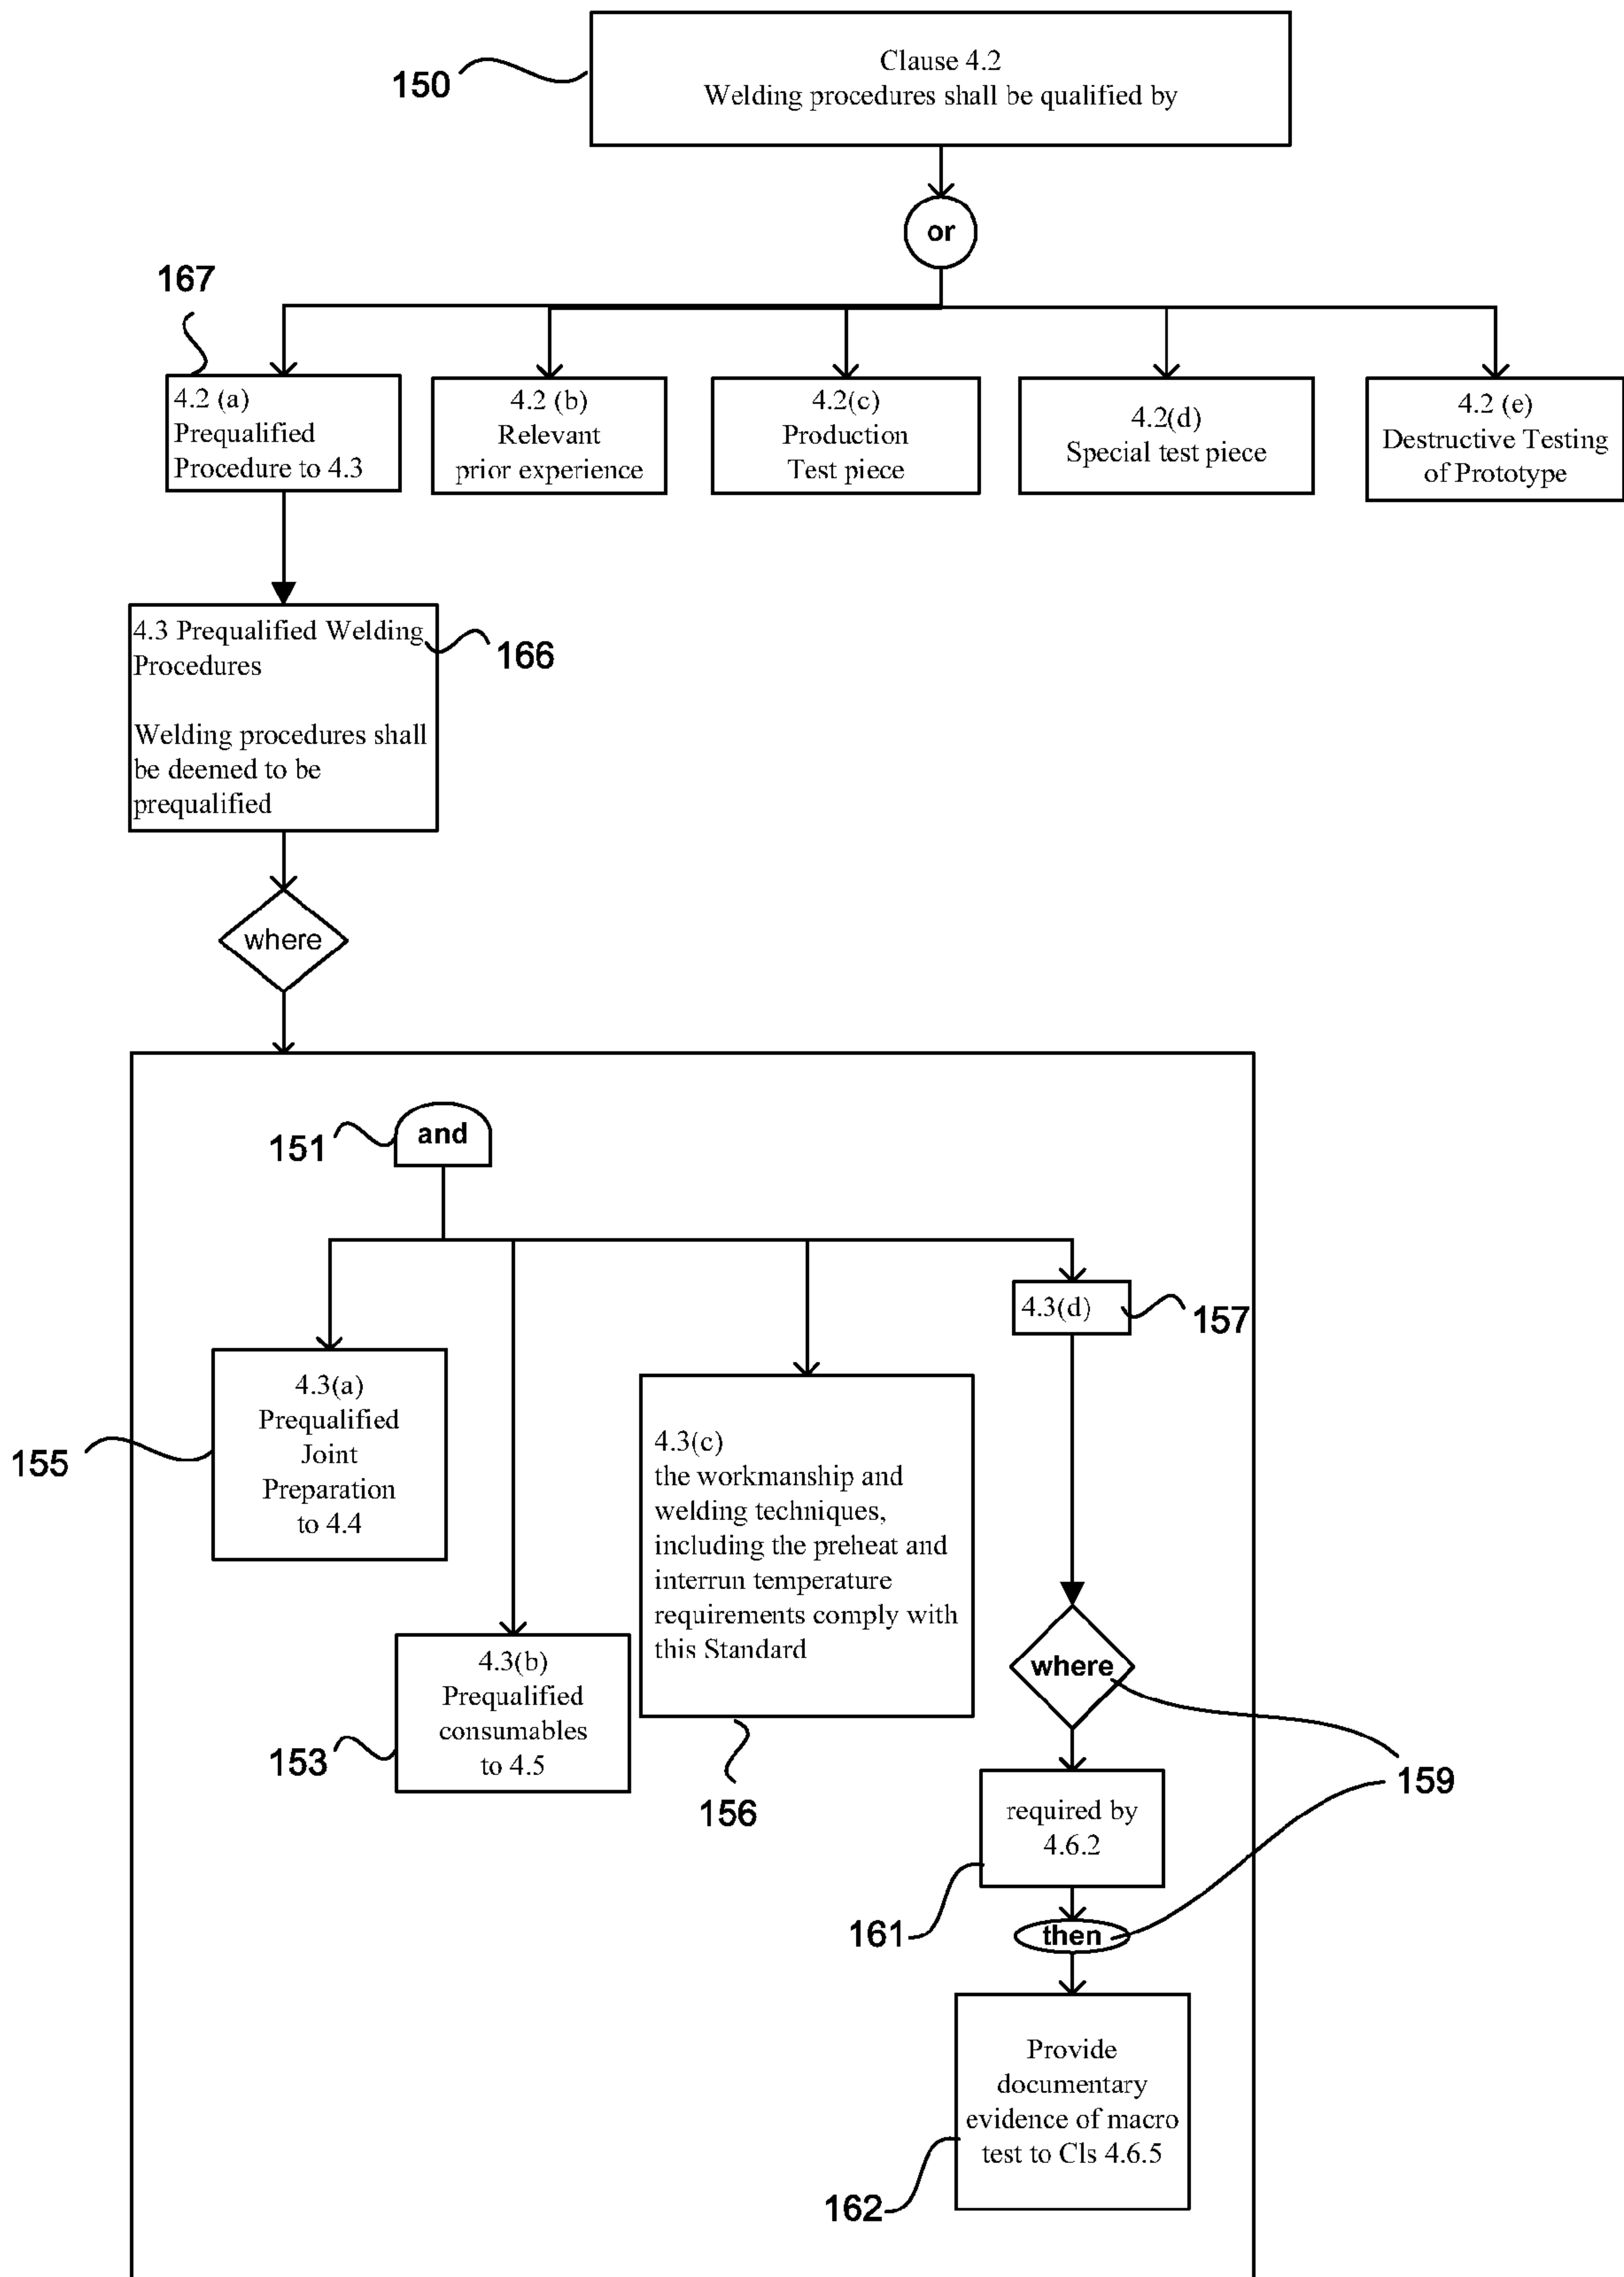 Clause 4.2
150
Welding procedures shall be qualified by
or
167
4.2 (a)
Prequalified
Procedure to 4.3
4.2 (b)
Relevant
prior experience
4.2(c)
Production
Test piece
4.2(d)
Special test piece
4.2 (e)
Destructive Testing
of Prototype
4.3 Prequalified Welding
Procedures
166
Welding procedures shall
be deemed to be
prequalified
where
151
and
4.3(d)
157
4.3(a)
Prequalified
Joint
Preparation
to 4.4
155
4.3(c)
the workmanship and
welding techniques,
including the preheat and
interrun temperature
requirements comply with
this Standard
156
4.3(b)
Prequalified
consumables
to 4.5
153
where
159
required by
4.6.2
161
then
Provide
documentary
evidence of macro
test to Cls 4.6.5
162